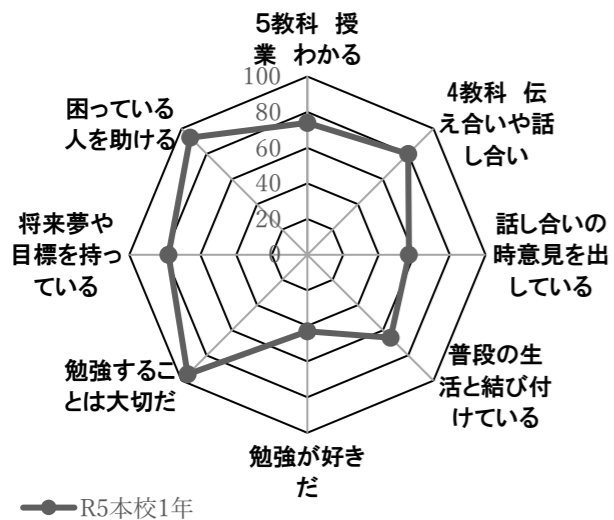 5教科 授
業 わかる
100
80
60
40
20
0
4教科 伝
え合いや話
し合い
話し合いの
時意見を出
している
普段の生
活と結び付
けている
勉強が好き
だ
勉強するこ
とは大切だ
将来夢や
目標を持っ
ている
困っている
人を助ける
R5本校1年